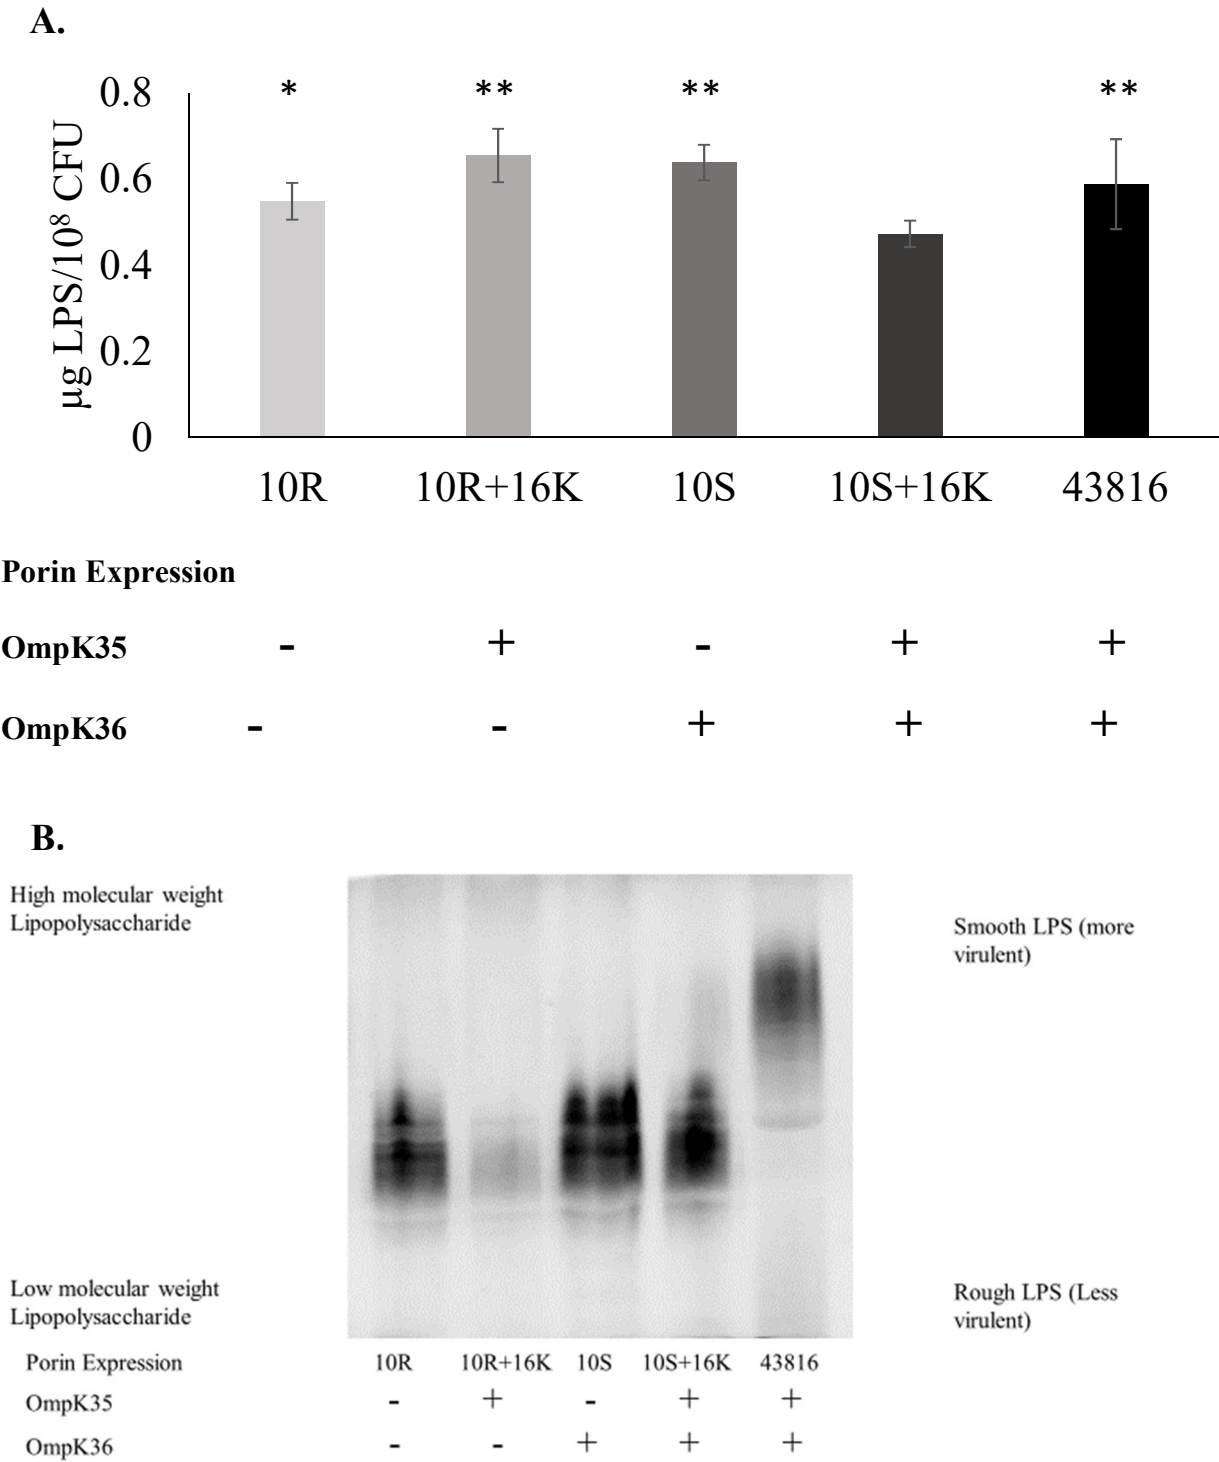 A.
0.8
0.6
0.4
0.2
0
µg LPS/10⁸ CFU
* ** ** **
10R 10R+16K 10S 10S+16K 43816
Porin Expression
OmpK35 - + - + +
OmpK36 - - + + +
B.
High molecular weight
Lipopolysaccharide
Smooth LPS (more
virulent)
Low molecular weight
Lipopolysaccharide
Rough LPS (Less
virulent)
Porin Expression 10R 10R+16K 10S 10S+16K 43816
OmpK35 - + - + +
OmpK36 - - + + +